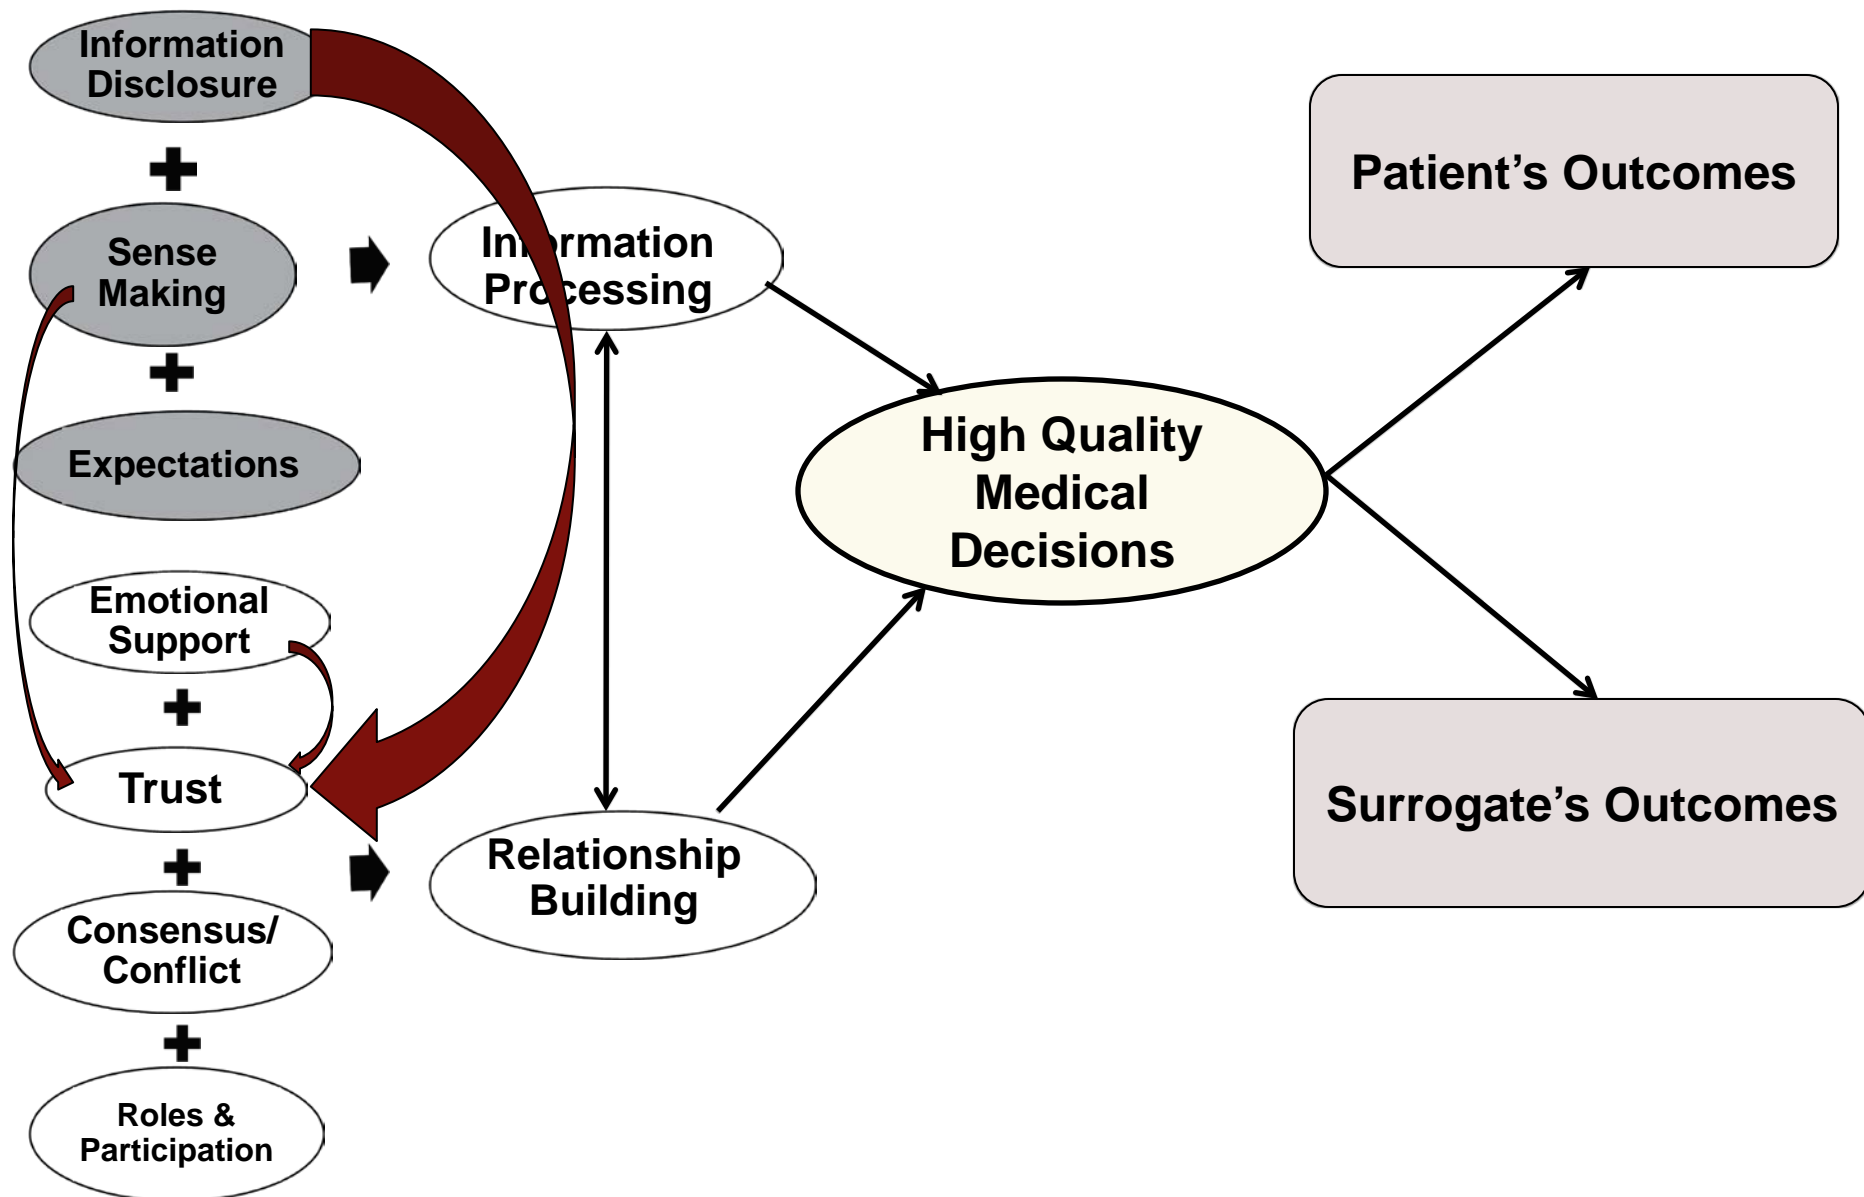 Information
Disclosure
Sense
Making
Expectations
Emotional
Support
Trust
Consensus/
Conflict
Roles &
Participation
Information
Processing
Relationship
Building
High Quality
Medical
Decisions
Patient’s Outcomes
Surrogate’s Outcomes